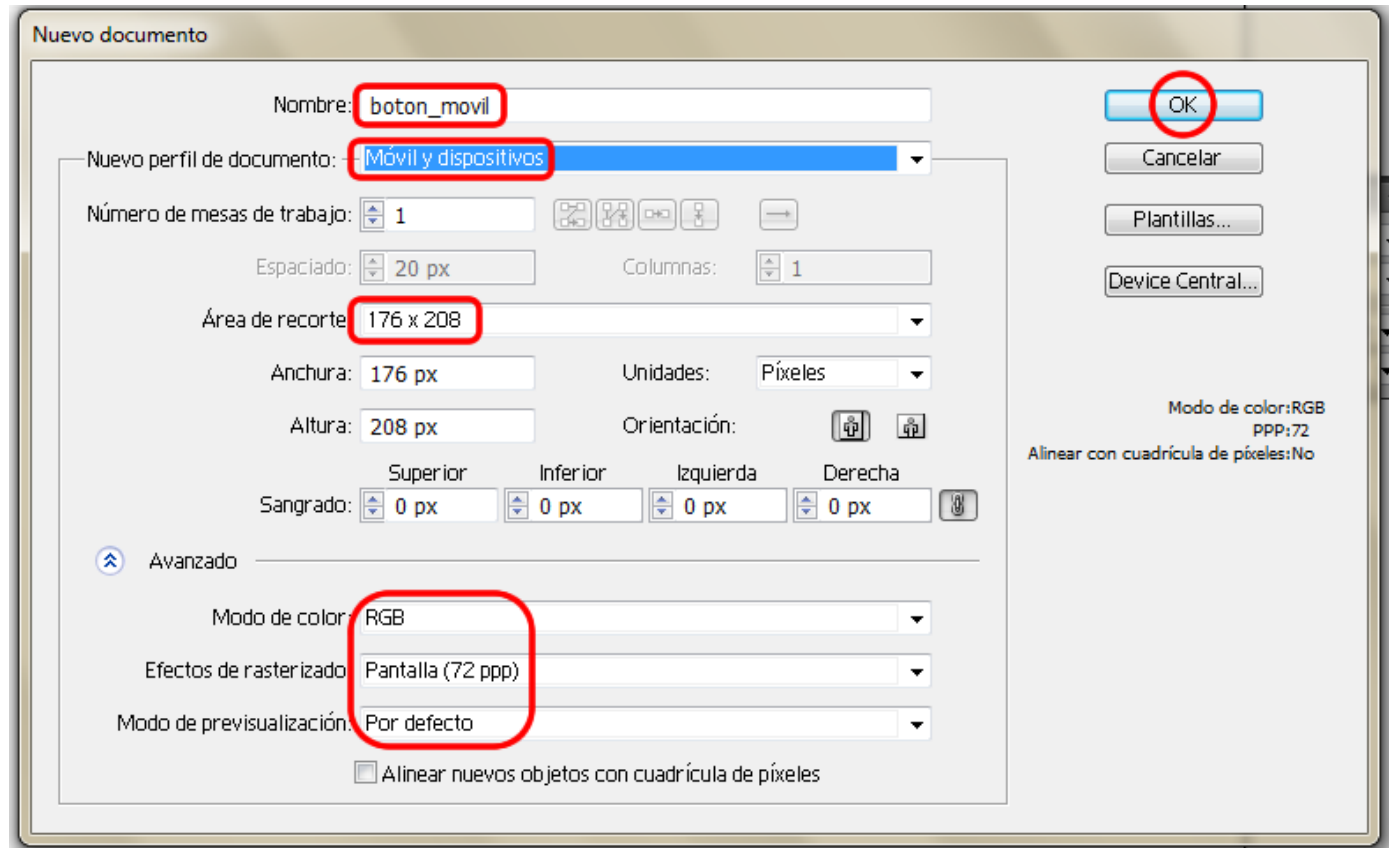 Nuevo documento
Nombre: boton_movil
OK
Nuevo perfil de documento: Móvil y dispositivos
Cancelar
Número de mesas de trabajo: 1
Plantillas...
Espaciado: 20 px Columnas: 1
Device Central...
Área de recorte 176 x 208
Anchura: 176 px Unidades: Píxeles
Altura: 208 px Orientación:
Modo de color:RGB
PPP:72
Alinear con cuadrícula de píxeles:No
Superior Inferior Izquierda Derecha
Sangrado: 0 px 0 px 0 px 0 px
Avanzado
Modo de color: RGB
Efectos de rasterizado Pantalla (72 ppp)
Modo de previsualización: Por defecto
Alinear nuevos objetos con cuadrícula de píxeles